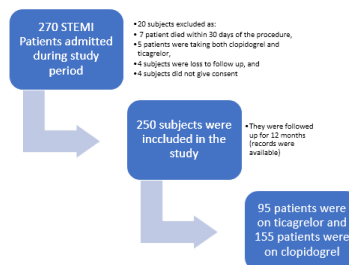 270 STEMI
Patients admitted
during study
period
•20 subjects excluded as:
• 7 patient died within 30 days of the procedure,
•5 patients were taking both clopidogrel and
ticagrelor,
•4 subjects were loss to follow up, and
•4 subjects did not give consent
250 subjects were
inccluded in the
study
•They were followed
up for 12 months
(records were
available)
95 patients were
on ticagrelor and
155 patients were
on clopidogrel